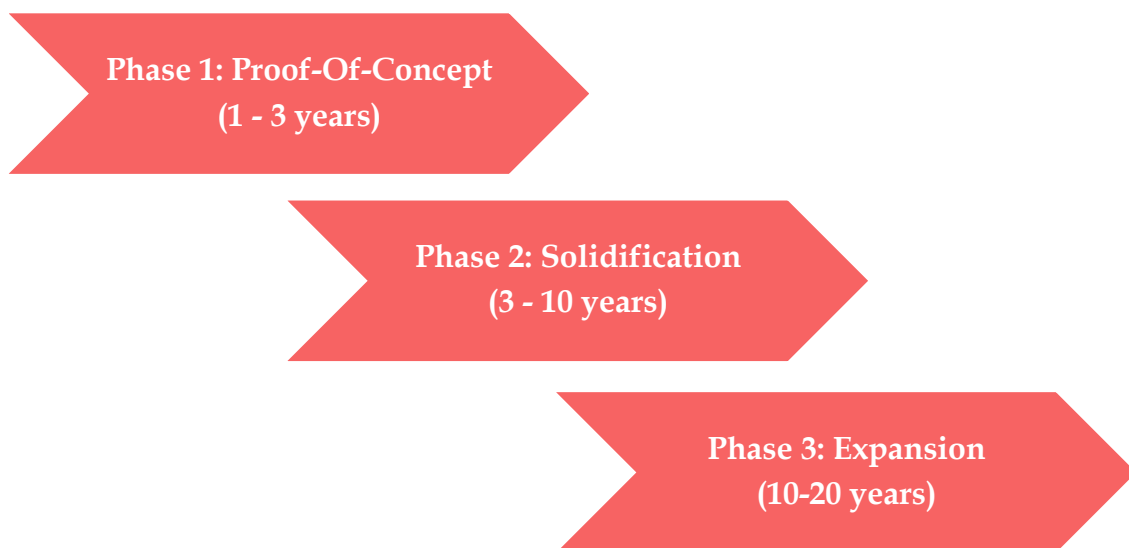 Phase 1: Proof-Of-Concept
(1 - 3 years)
Phase 2: Solidification
(3 - 10 years)
Phase 3: Expansion
(10-20 years)